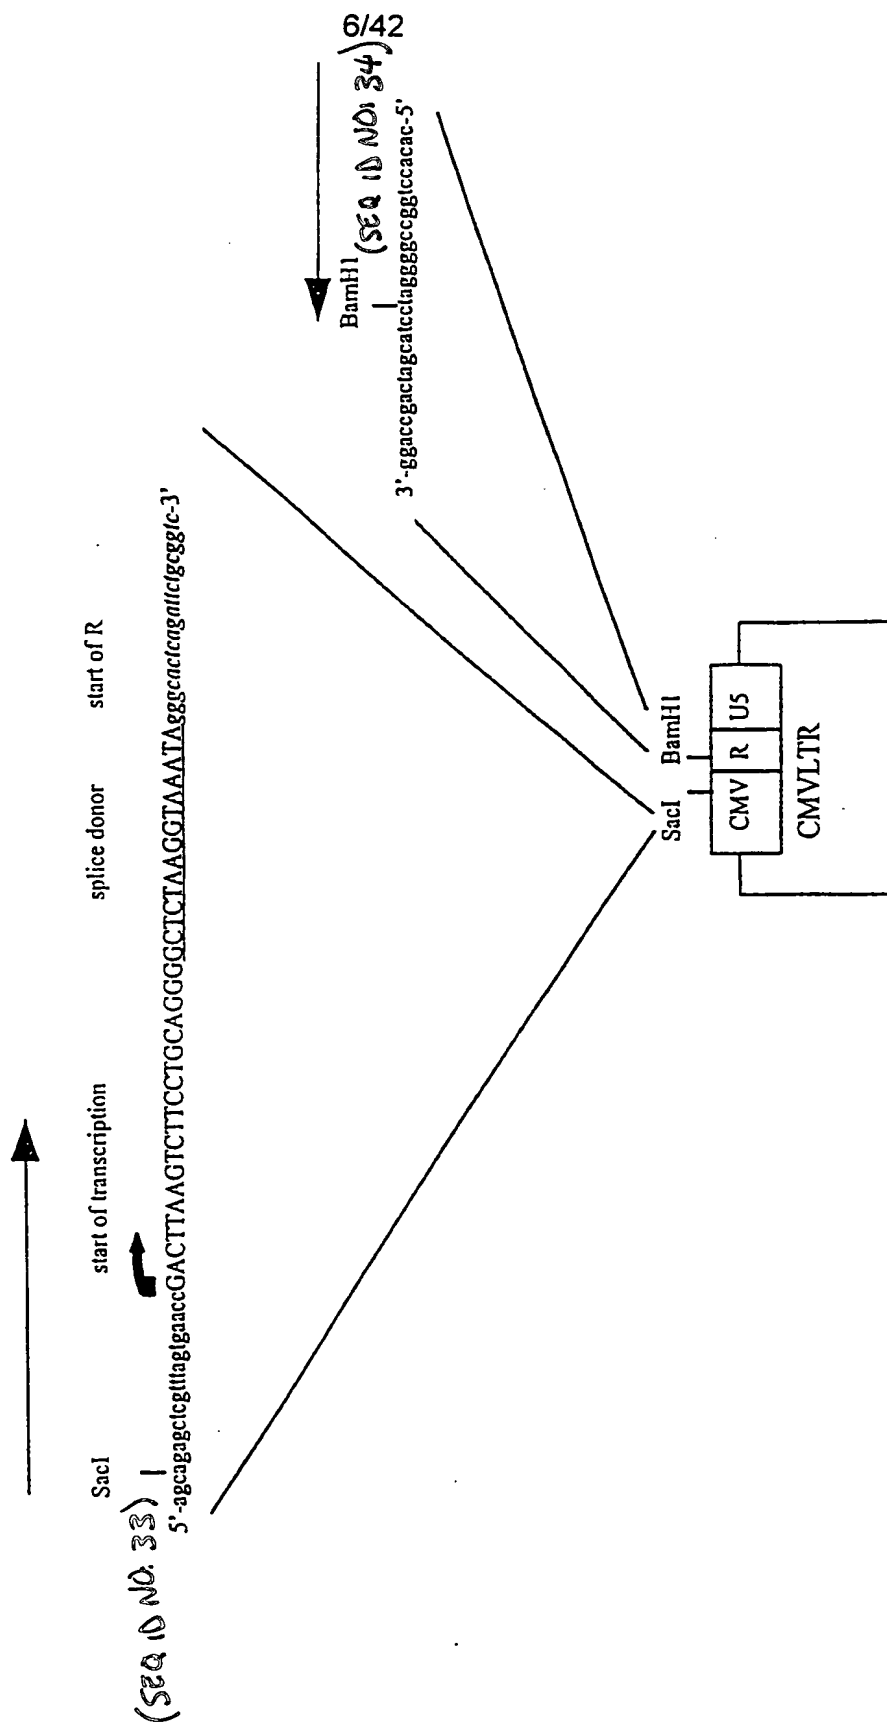 6/42
SacI
start of transcription
splice donor
start of R
(SEQ ID NO: 33)
5'-agcagagctcgtttagtgaaccGACTTAAGTCTTCCTGCAGGGGCTCTAAGGTAAATAgggcactcagattctgcggtc-3'
BamH1
(SEQ ID NO: 34)
3'-ggaccgactagcatcctaggggccggtccacac-5'
SacI
BamH1
CMV
R
U5
CMVLTR